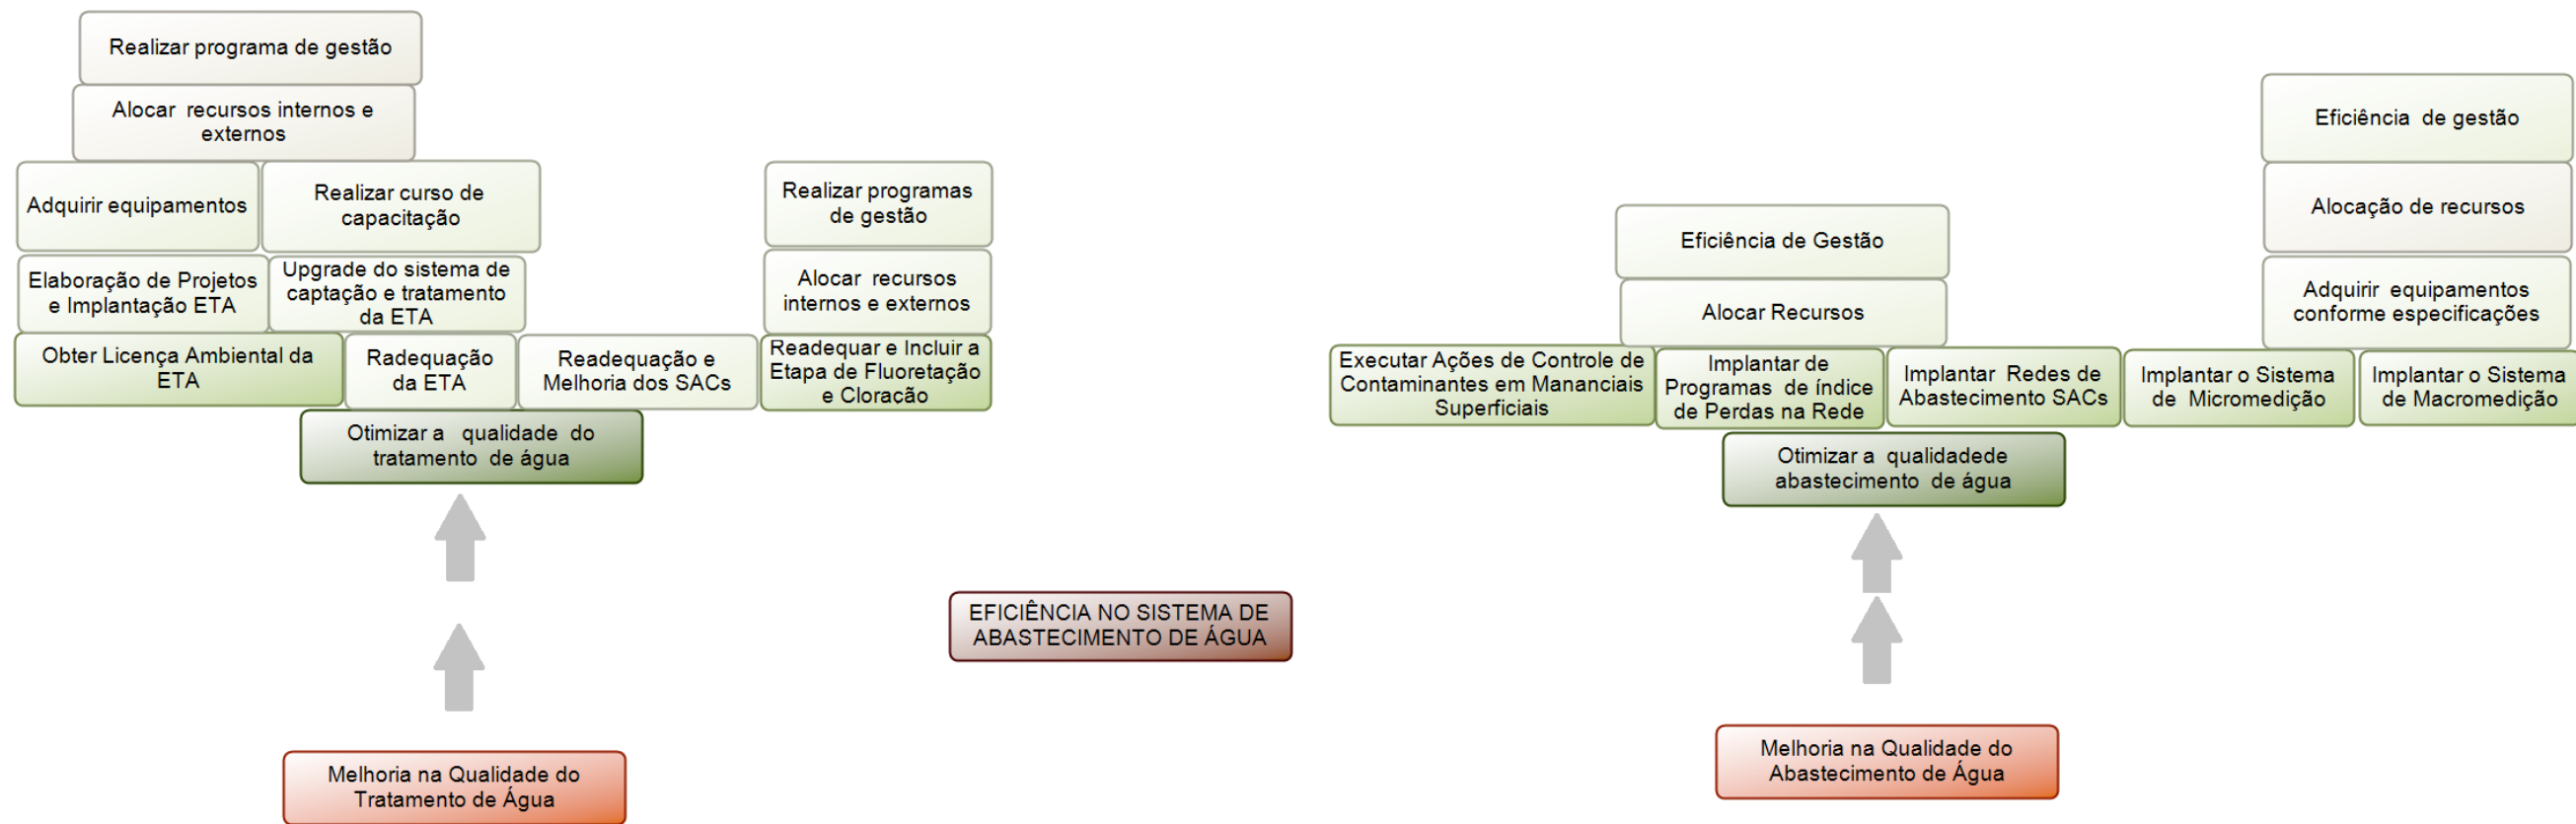 Realizar programa de gestão
Alocar recursos internos e
externos
Adquirir equipamentos
Realizar curso de
capacitação
Elaboração de Projetos
e Implantação ETA
Upgrade do sistema de
captação e tratamento
da ETA
Obter Licença Ambiental da
ETA
Radequação
da ETA
Readequação e
Melhoria dos SACs
Realizar programas
de gestão
Alocar recursos
internos e externos
Readequar e Incluir a
Etapa de Fluoretação
e Cloração
Otimizar a qualidade do
tratamento de água
Melhoria na Qualidade do
Tratamento de Água
EFICIÊNCIA NO SISTEMA DE
ABASTECIMENTO DE ÁGUA
Eficiência de Gestão
Alocar Recursos
Executar Ações de Controle de
Contaminantes em Mananciais
Superficiais
Implantar de
Programas de índice
de Perdas na Rede
Implantar Redes de
Abastecimento SACs
Implantar o Sistema
de Micromedição
Eficiência de gestão
Alocação de recursos
Adquirir equipamentos
conforme especificações
Implantar o Sistema
de Macromedição
Otimizar a qualidadede
abastecimento de água
Melhoria na Qualidade do
Abastecimento de Água